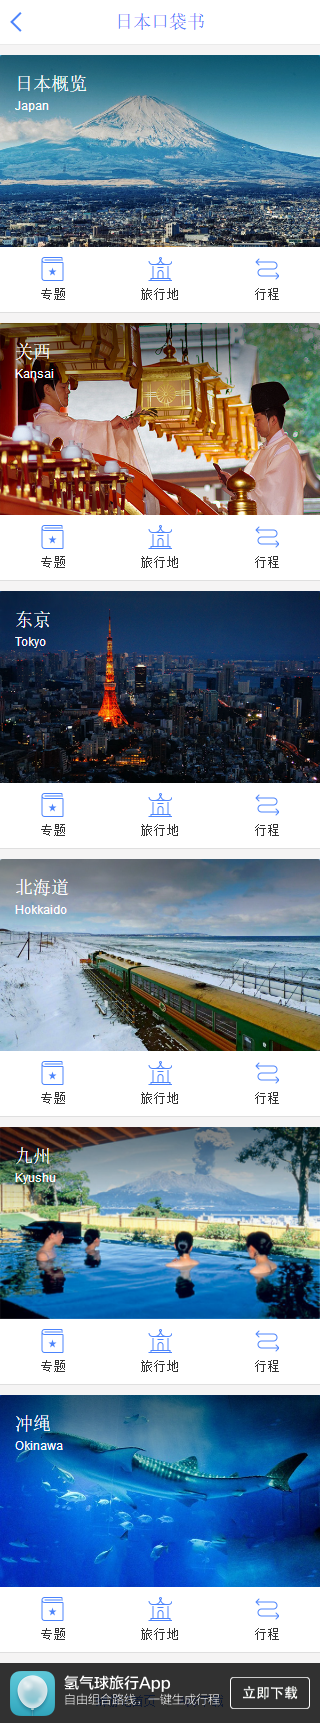 日本口袋书
日本概览
Japan
专题 旅行地 行程
关西
Kansai
专题 旅行地 行程
东京
Tokyo
专题 旅行地 行程
北海道
Hokkaido
专题 旅行地 行程
九州
Kyushu
专题 旅行地 行程
冲绳
Okinawa
专题 旅行地 行程
氢气球旅行App
自由组合路线，一键生成行程
立即下载